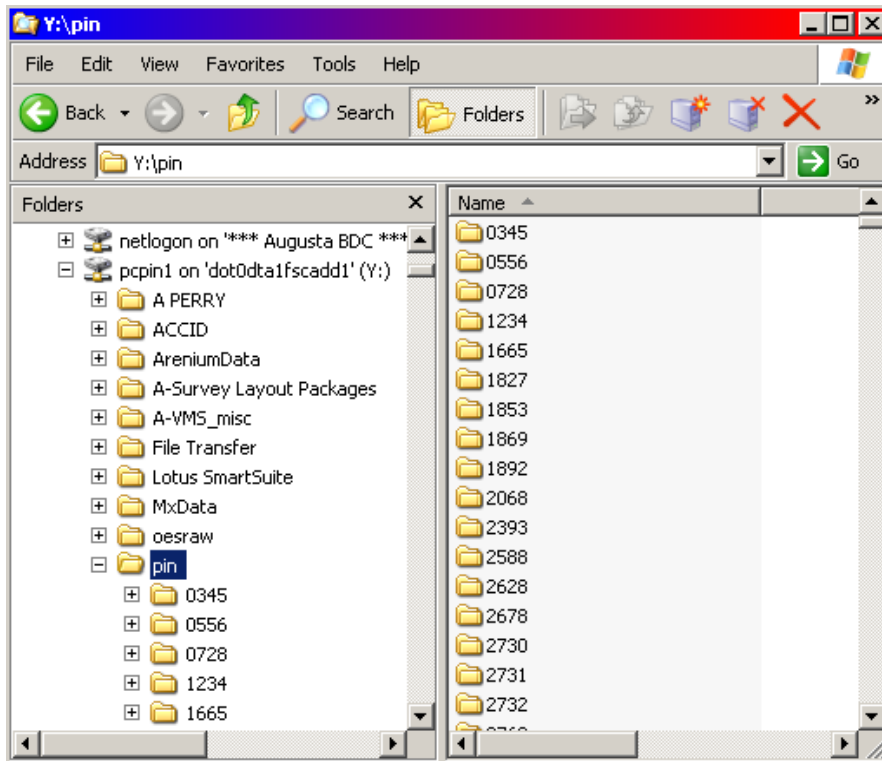 Y:\pin
File Edit View Favorites Tools Help
Back Search Folders »
Address Y:\pin Go
Folders
netlogon on '*** Augusta BDC ***
pcpin1 on 'dot0dta1fscadd1' (Y:)
A PERRY
ACCID
AreniumData
A-Survey Layout Packages
A-VMS_misc
File Transfer
Lotus SmartSuite
MxData
oesraw
pin
0345
0556
0728
1234
1665
Name
0345
0556
0728
1234
1665
1827
1853
1869
1892
2068
2393
2588
2628
2678
2730
2731
2732